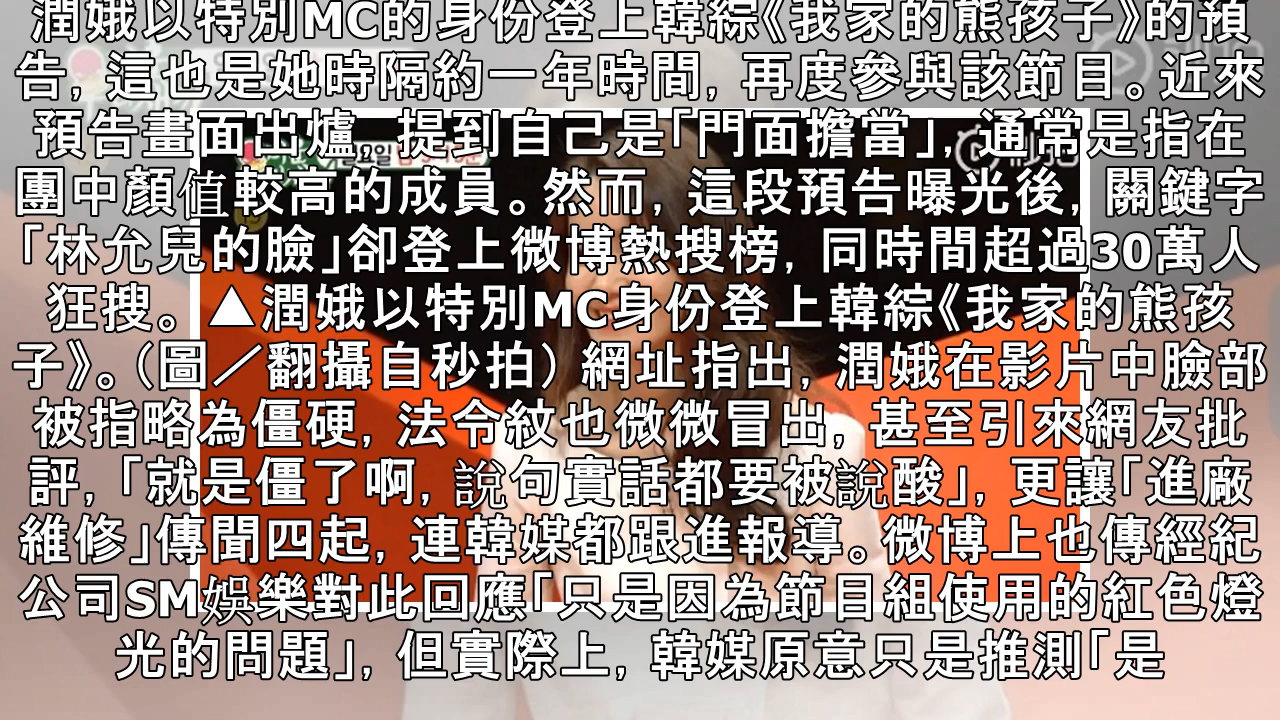 潤娥以特別MC的身份登上韓綜《我家的熊孩子》的預
告, 這也是她時隔約一年時間, 再度參與該節目。近來
預告畫面出爐, 提到自己是「門面擔當」, 通常是指在
團中顏值較高的成員。然而, 這段預告曝光後, 關鍵字
「林允兒的臉」卻登上微博熱搜榜, 同時間超過30萬人
狂搜。 ▲潤娥以特別MC身份登上韓綜《我家的熊孩
子》。(圖／翻攝自秒拍) 網址指出, 潤娥在影片中臉部
被指略為僵硬, 法令紋也微微冒出, 甚至引來網友批
評, 「就是僵了啊, 說句實話都要被說酸」, 更讓「進廠
維修」傳聞四起, 連韓媒都跟進報導。微博上也傳經紀
公司SM娛樂對此回應「只是因為節目組使用的紅色燈
光的問題」, 但實際上, 韓媒原意只是推測「是